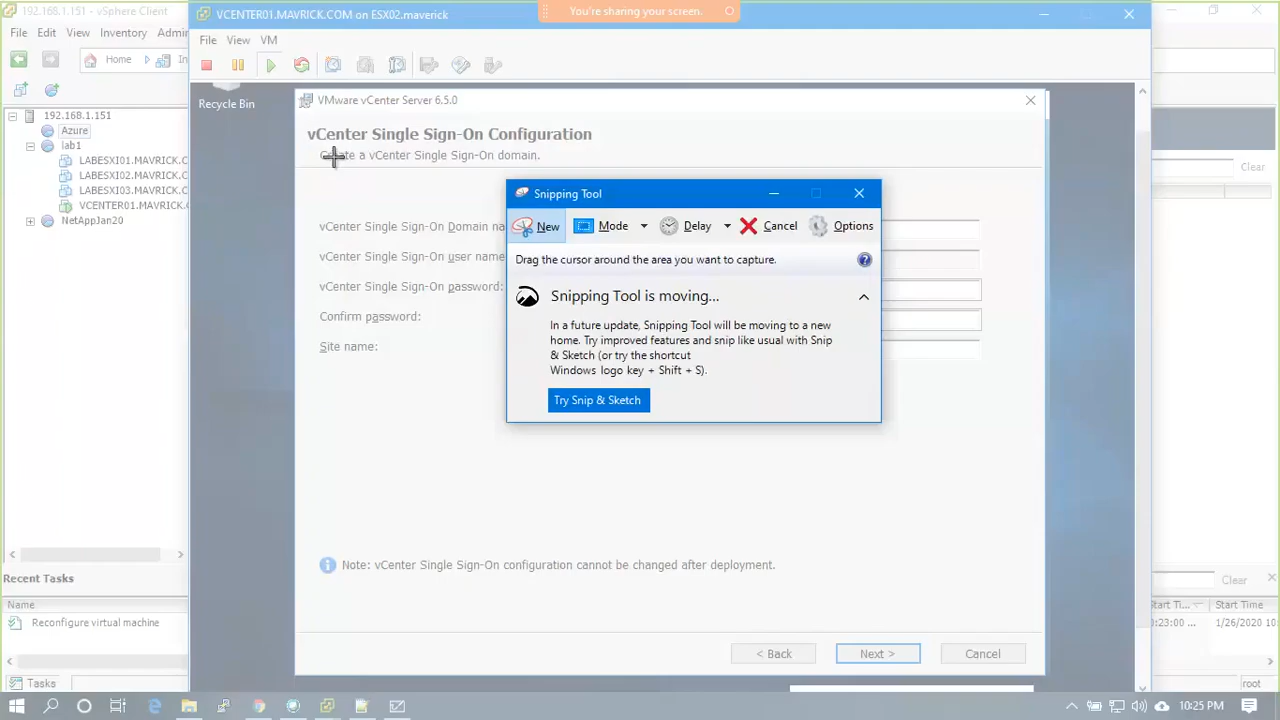 192.168.1.151 - vSphere Client
VCENTER01.MAVRICK.COM on ESX02.maverick
You're sharing your screen.
File Edit View Inventory Admin
File View VM
Home
In
192.168.1.151
Azure
lab1
LABESXI01.MAVRICK.C
LABESXI02.MAVRICK.C
LABESXI03.MAVRICK.C
VCENTER01.MAVRICK.C
NetAppJan20
Recycle Bin
VMware vCenter Server 6.5.0
vCenter Single Sign-On Configuration
Create a vCenter Single Sign-On domain.
vCenter Single Sign-On Domain na
vCenter Single Sign-On user name
vCenter Single Sign-On password:
Confirm password:
Site name:
Snipping Tool
New Mode Delay Cancel Options
Drag the cursor around the area you want to capture.
Snipping Tool is moving...
In a future update, Snipping Tool will be moving to a new
home. Try improved features and snip like usual with Snip
& Sketch (or try the shortcut
Windows logo key + Shift + S).
Try Snip & Sketch
Note: vCenter Single Sign-On configuration cannot be changed after deployment.
< Back Next > Cancel
Clear
Recent Tasks
Name
Reconfigure virtual machine
Clear
Start Ti... Start Time
0:23:00 ... 1/26/2020 10:
Tasks
root
10:25 PM